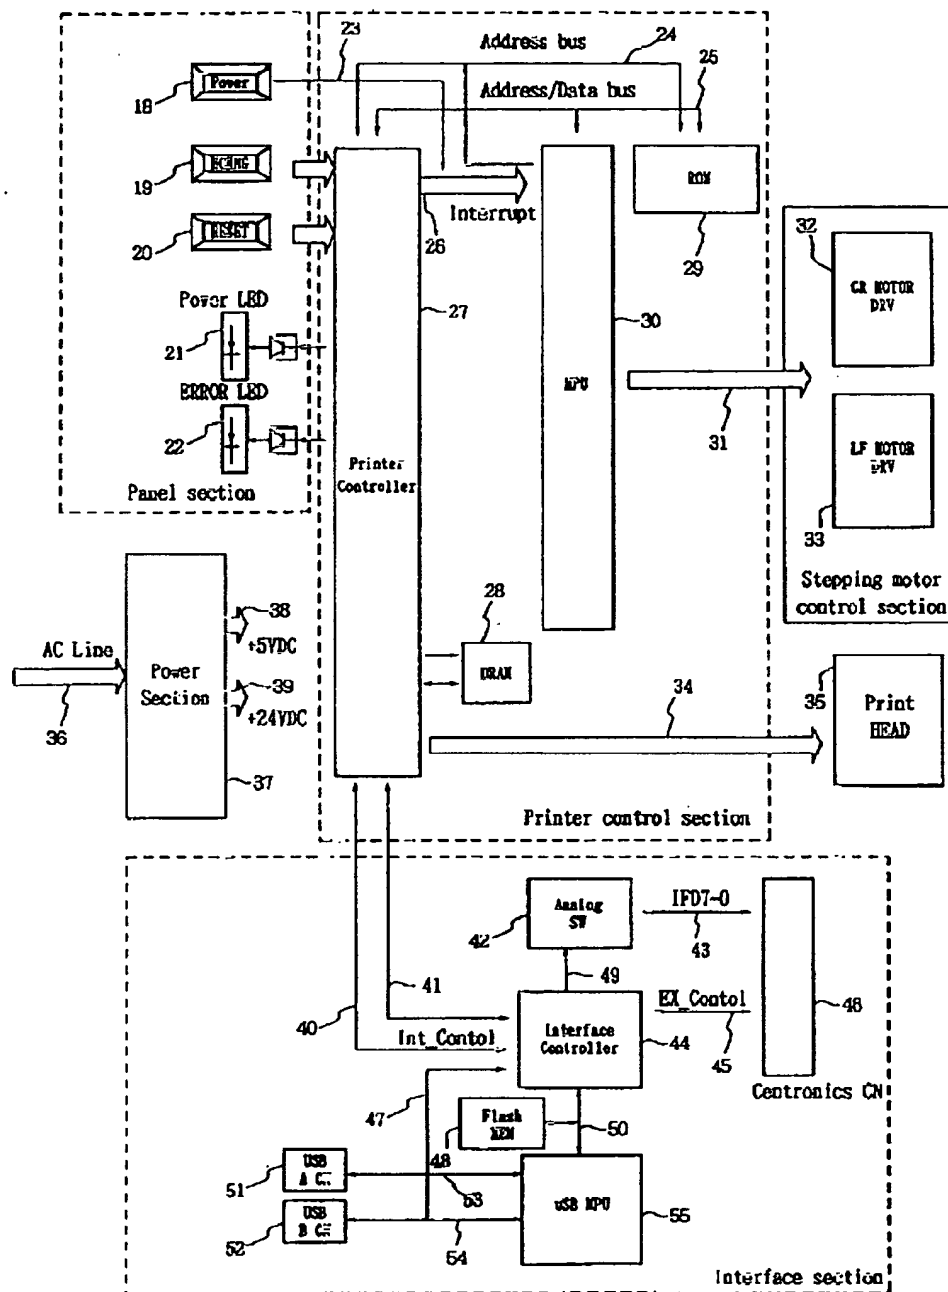 23
Address bus
24
25
Power
18
Address/Data bus
19
Interrupt
26
ROM
29
RESET
20
27
30
Power LED
21
ERROR LED
22
Panel section
Printer
Controller
MPU
31
32
CR MOTOR
DRV
LF MOTOR
DRV
33
Stepping motor
control section
AC Line
36
Power
Section
38
+5VDC
39
+24VDC
37
28
DRAM
34
35
Print
HEAD
Printer control section
Analog
SW
42
IFD7-0
43
49
41
40
Int_Contol
Interface
Controller
44
EX_Contol
45
46
Centronics CN
47
Flash
MEM
48
50
51
USB
A CN
53
52
USB
B CN
54
uSB MPU
55
Interface section